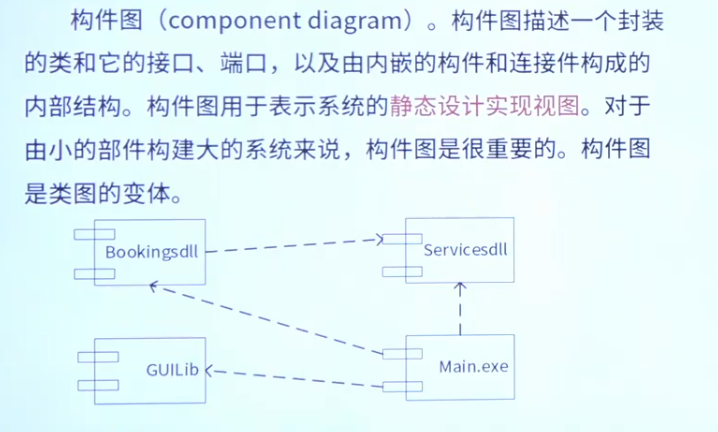 构件图（component diagram）。构件图描述一个封装
的类和它的接口、端口，以及由内嵌的构件和连接件构成的
内部结构。构件图用于表示系统的静态设计实现视图。对于
由小的部件构建大的系统来说，构件图是很重要的。构件图
是类图的变体。
Bookingsdll
Servicesdll
GUILib
Main.exe